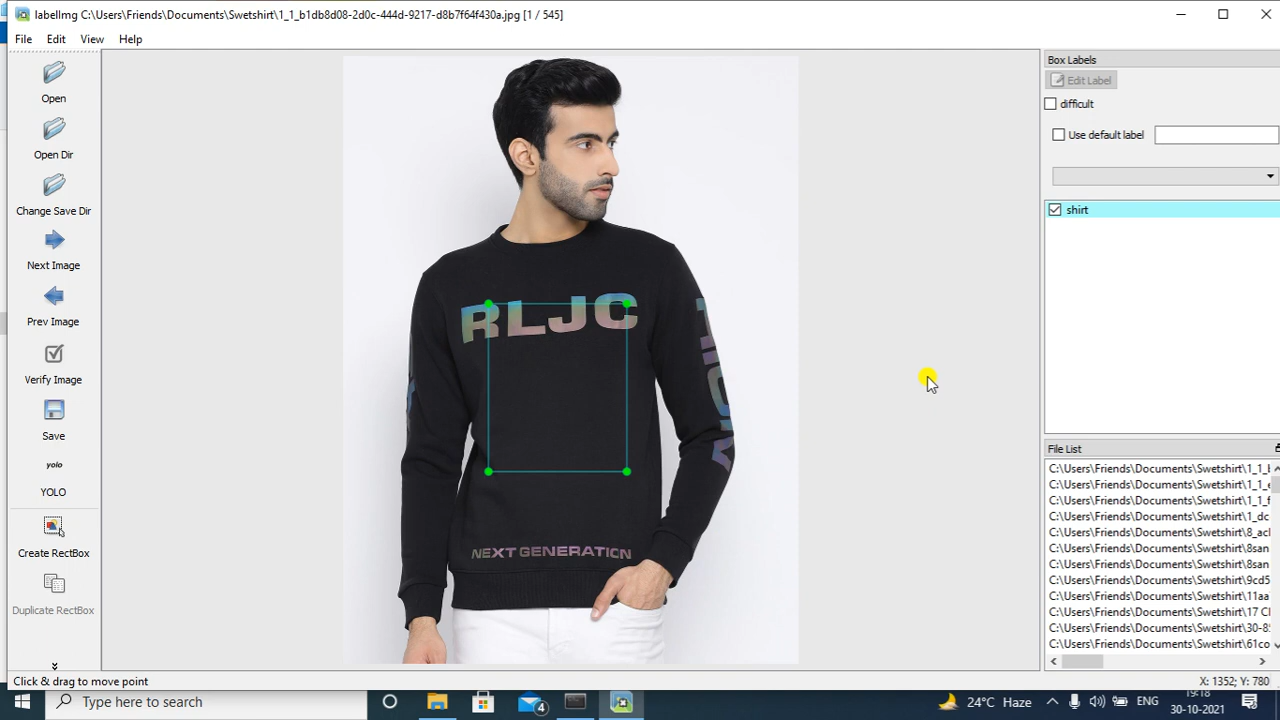 labelImg C:\Users\Friends\Documents\Swetshirt\1_1_b1db8d08-2d0c-444d-9217-d8b7f64f430a.jpg [1 / 545]
File Edit View Help
Open
Open Dir
Change Save Dir
Next Image
Prev Image
Verify Image
Save
yolo
YOLO
Create RectBox
Duplicate RectBox
RLJC
NEXT GENERATION
Box Labels
Edit Label
difficult
Use default label
shirt
File List
C:\Users\Friends\Documents\Swetshirt\1_1_b
C:\Users\Friends\Documents\Swetshirt\1_1_e
C:\Users\Friends\Documents\Swetshirt\1_1_f
C:\Users\Friends\Documents\Swetshirt\1_dc
C:\Users\Friends\Documents\Swetshirt\8_acl
C:\Users\Friends\Documents\Swetshirt\8san
C:\Users\Friends\Documents\Swetshirt\8san
C:\Users\Friends\Documents\Swetshirt\9cd5
C:\Users\Friends\Documents\Swetshirt\11aa
C:\Users\Friends\Documents\Swetshirt\17 Cl
C:\Users\Friends\Documents\Swetshirt\30-8
C:\Users\Friends\Documents\Swetshirt\61co
Click & drag to move point
X: 1352; Y: 780
Type here to search
4
24°C Haze
ENG
19:18
30-10-2021